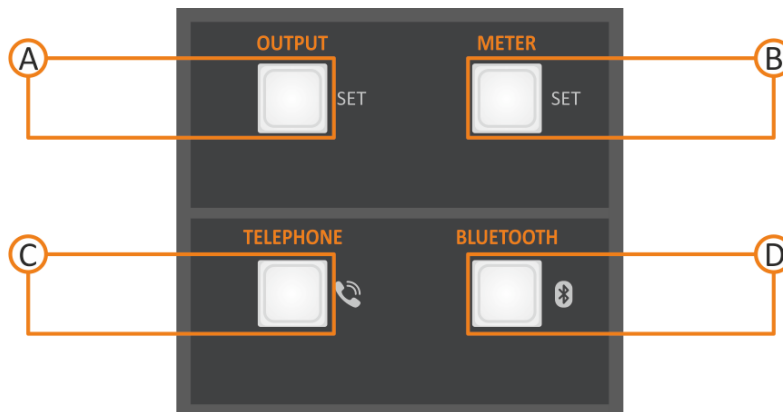 OUTPUT METER
A B
SET SET
TELEPHONE BLUETOOTH
C D